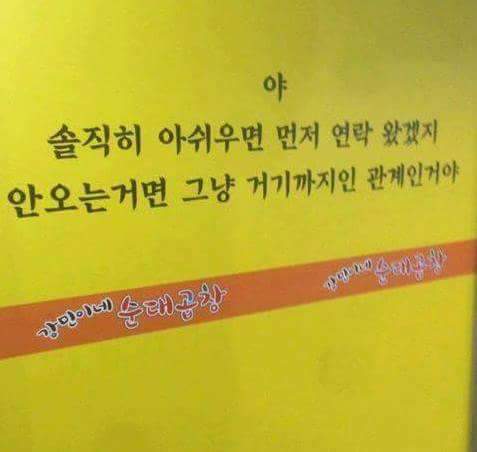 야
솔직히 아쉬우면 먼저 연락 왔겠지
안오는거면 그냥 거기까지인 관계인거야
강민이네 순대곱창
강민이네 순대곱창